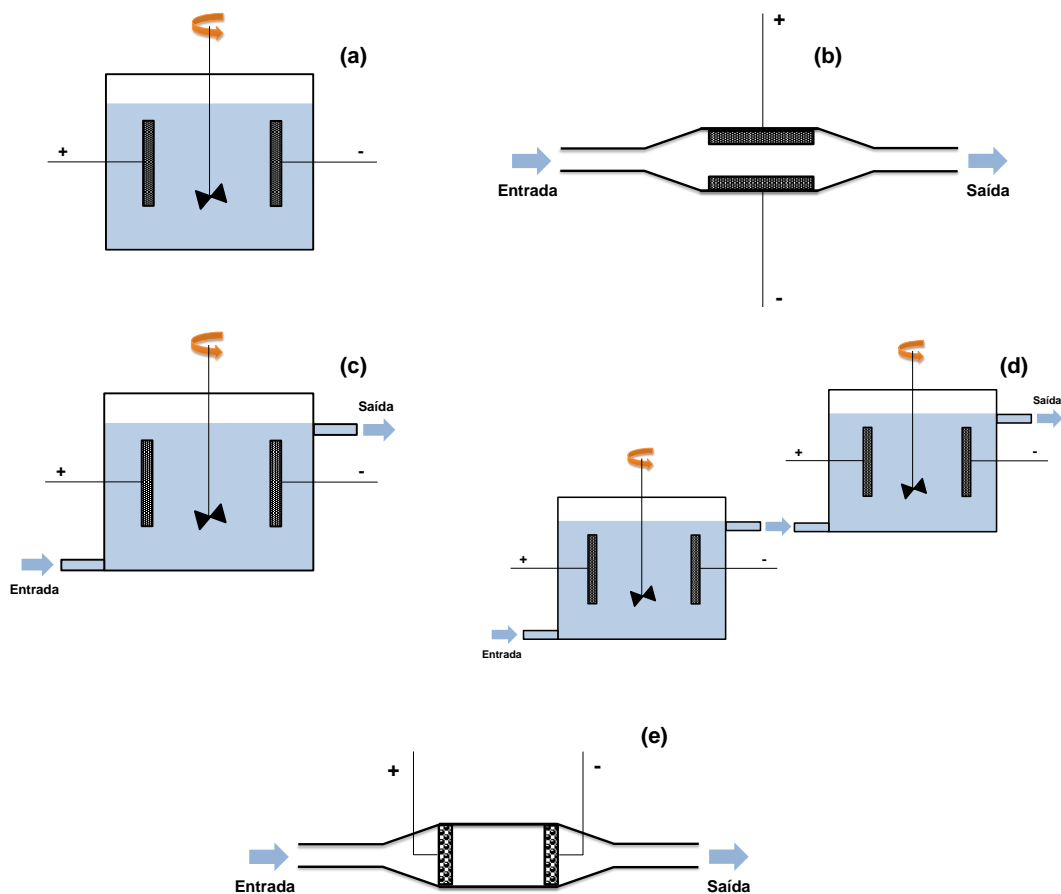 (a)
+
-
(b)
+
Entrada
Saída
-
(c)
Saída
+
-
Entrada
(d)
Saída
+
-
+
-
Entrada
(e)
+
-
Entrada
Saída